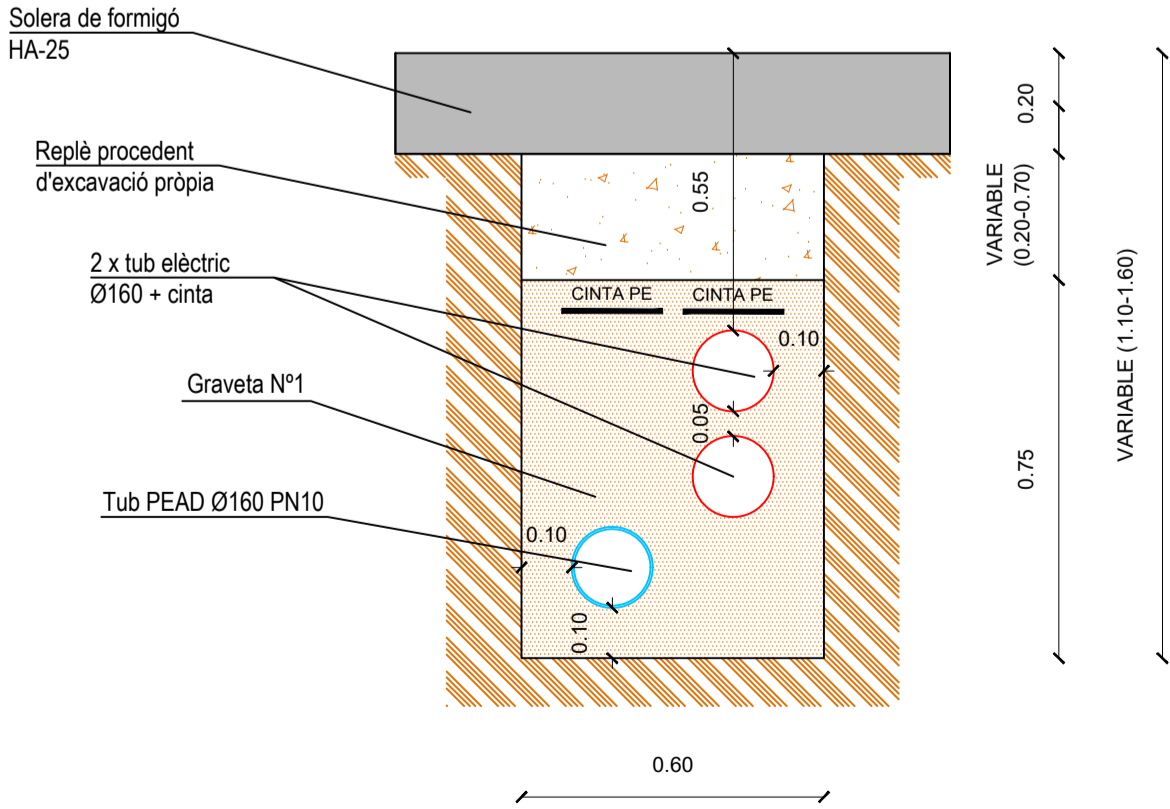 Solera de formigó
HA-25
Replè procedent
d'excavació pròpia
2 x tub elèctric
Ø160 + cinta
Graveta Nº1
Tub PEAD Ø160 PN10
CINTA PE
CINTA PE
0.55
0.10
0.05
0.10
0.10
0.20
VARIABLE
(0.20-0.70)
0.75
VARIABLE (1.10-1.60)
0.60